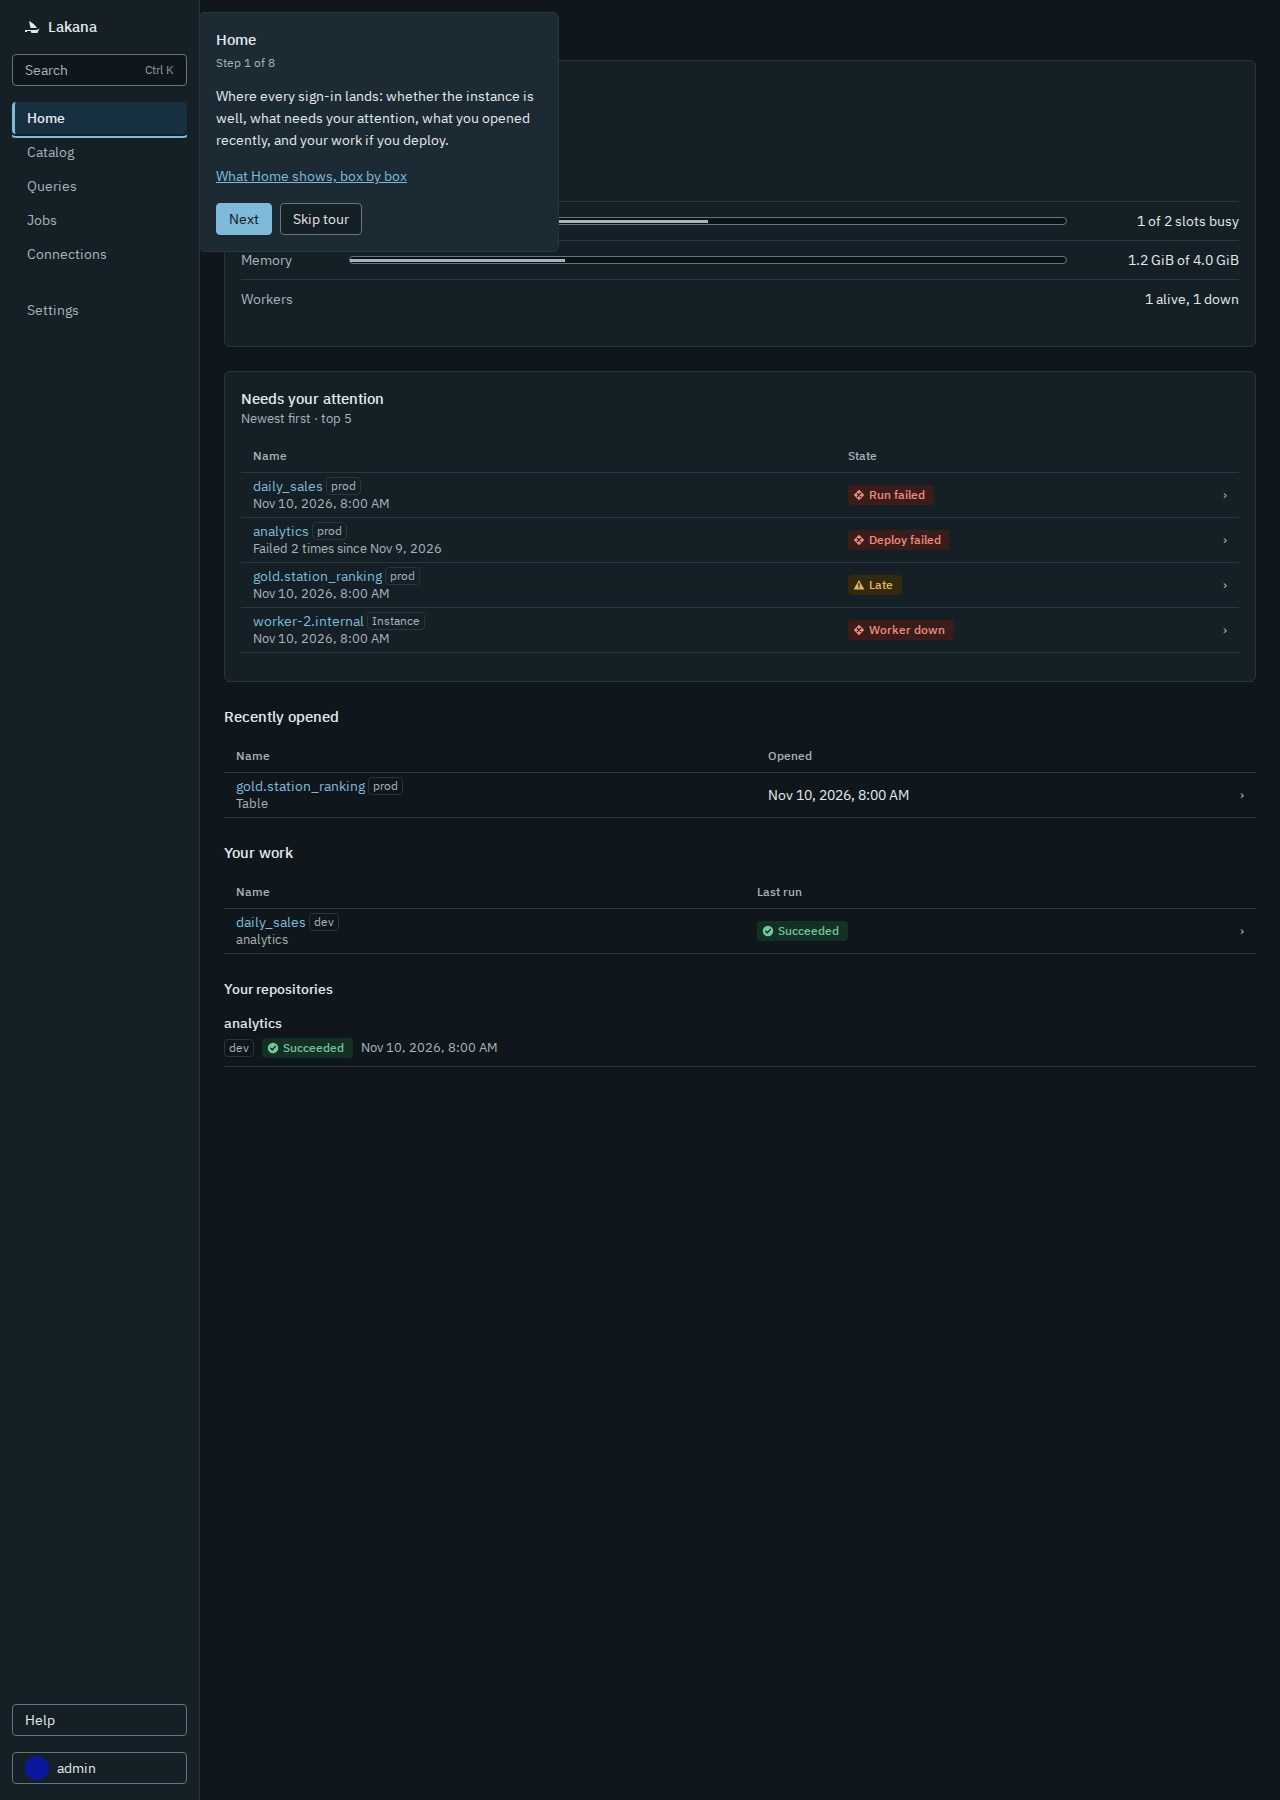 Lakana
Search Ctrl K
Home
Catalog
Queries
Jobs
Connections
Settings
Help
admin
Home
Step 1 of 8
Where every sign-in lands: whether the instance is
well, what needs your attention, what you opened
recently, and your work if you deploy.
What Home shows, box by box
Next Skip tour
1 of 2 slots busy
Memory 1.2 GiB of 4.0 GiB
Workers 1 alive, 1 down
Needs your attention
Newest first · top 5
Name State
daily_sales prod Run failed ›
Nov 10, 2026, 8:00 AM
analytics prod Deploy failed ›
Failed 2 times since Nov 9, 2026
gold.station_ranking prod Late ›
Nov 10, 2026, 8:00 AM
worker-2.internal Instance Worker down ›
Nov 10, 2026, 8:00 AM
Recently opened
Name Opened
gold.station_ranking prod Nov 10, 2026, 8:00 AM ›
Table
Your work
Name Last run
daily_sales dev Succeeded ›
analytics
Your repositories
analytics
dev Succeeded Nov 10, 2026, 8:00 AM